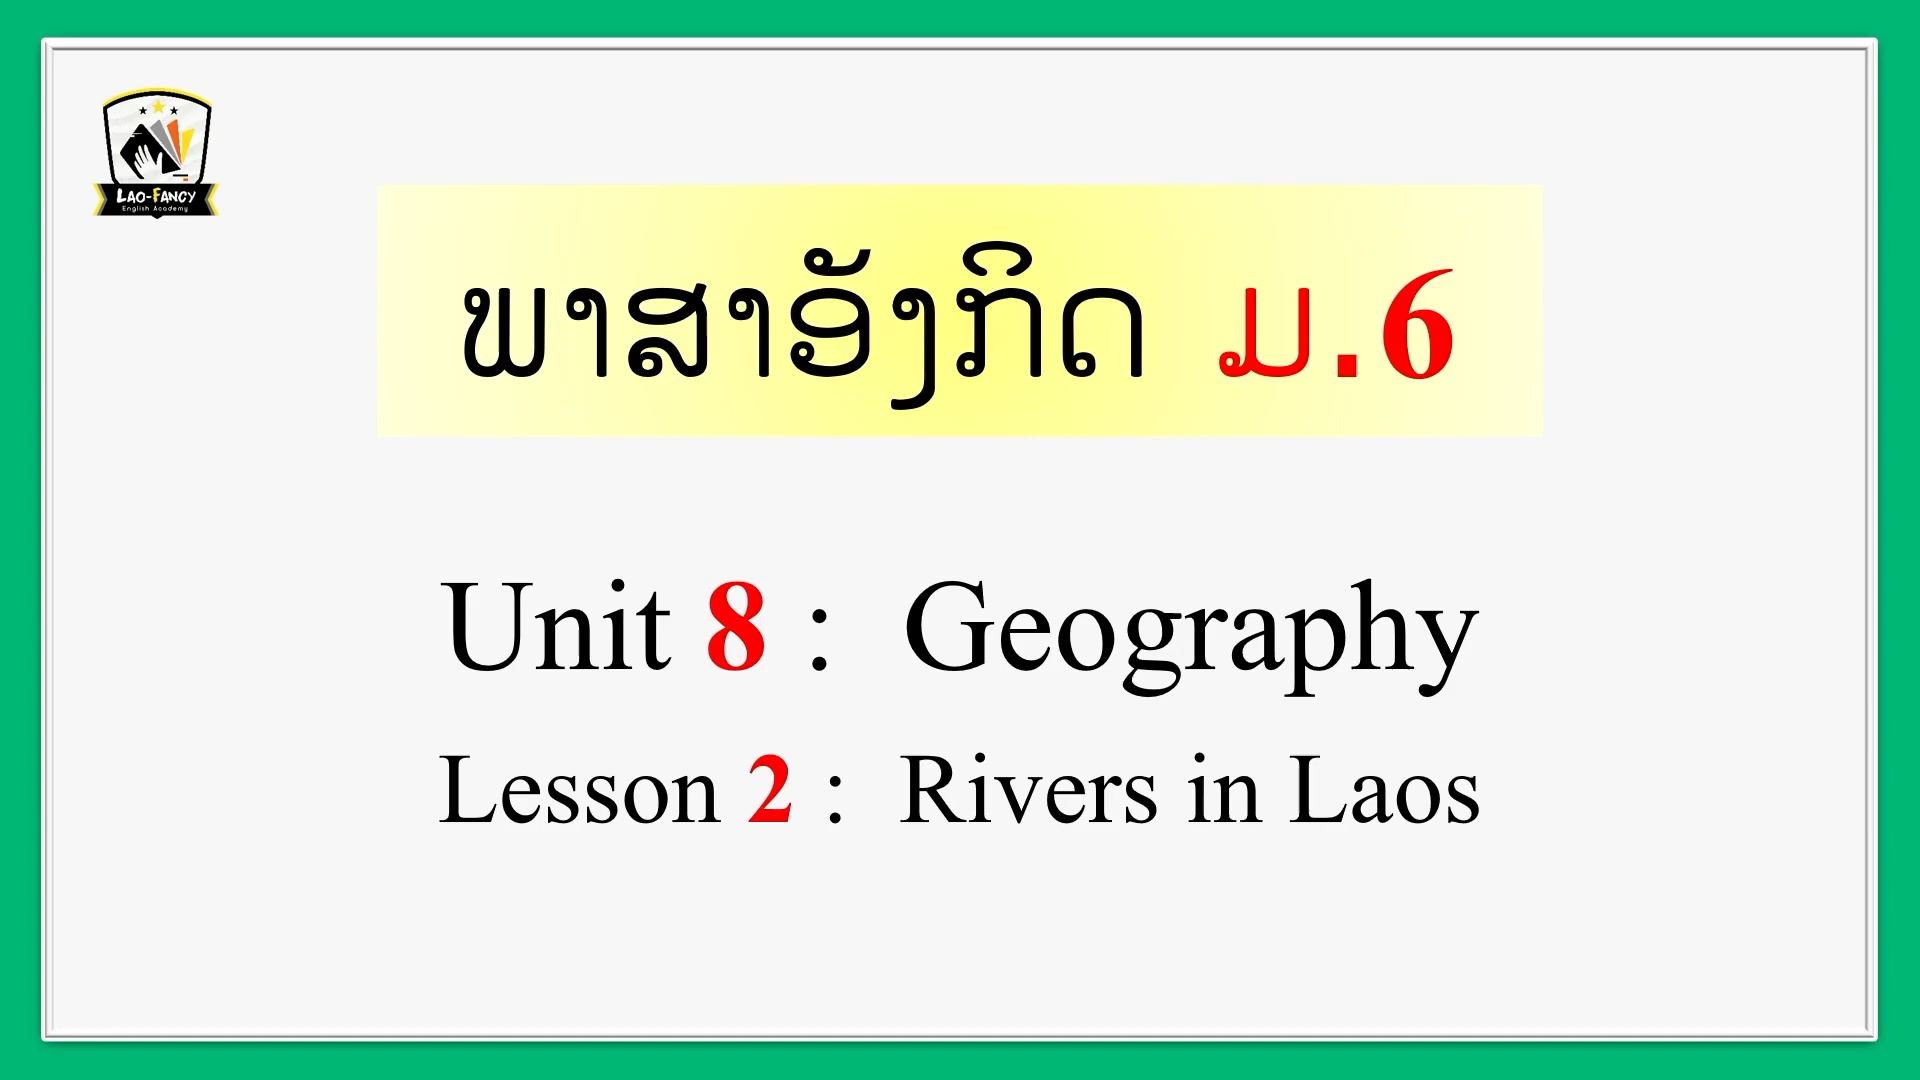 LAO-FANCY
English Academy
ພາສາອັງກິດ ມ.6
Unit 8 : Geography
Lesson 2 : Rivers in Laos